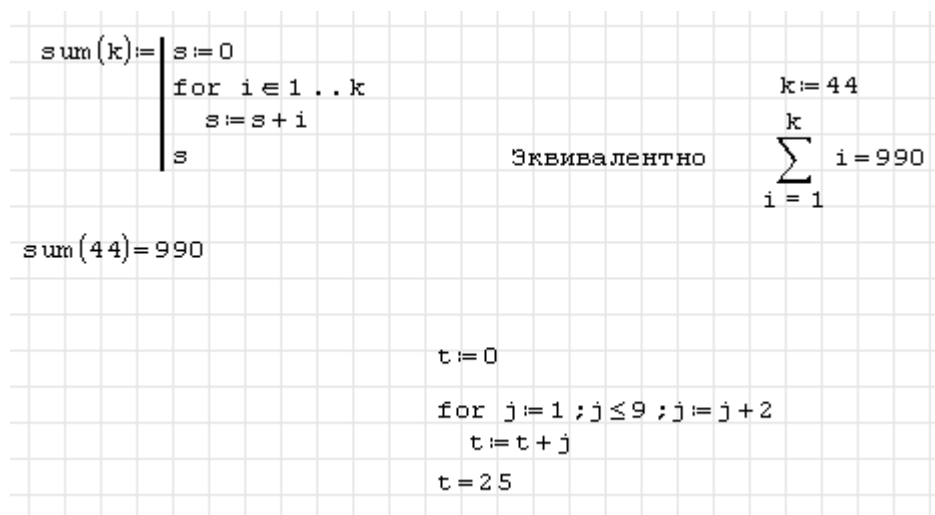 sum(k):= s:=0
for i∈1..k
s:=s+i
s
sum(44)=990
Эквивалентно
k:=44
k
∑ i=990
i = 1
t:=0
for j:=1;j≤9;j:=j+2
t:=t+j
t=25